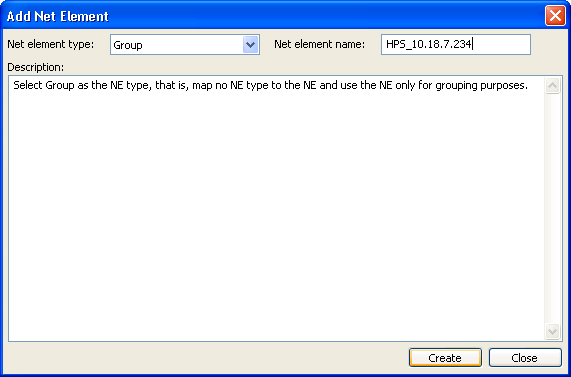 Add Net Element
Net element type: Group Net element name: HPS_10.18.7.234
Description:
Select Group as the NE type, that is, map no NE type to the NE and use the NE only for grouping purposes.
Create Close